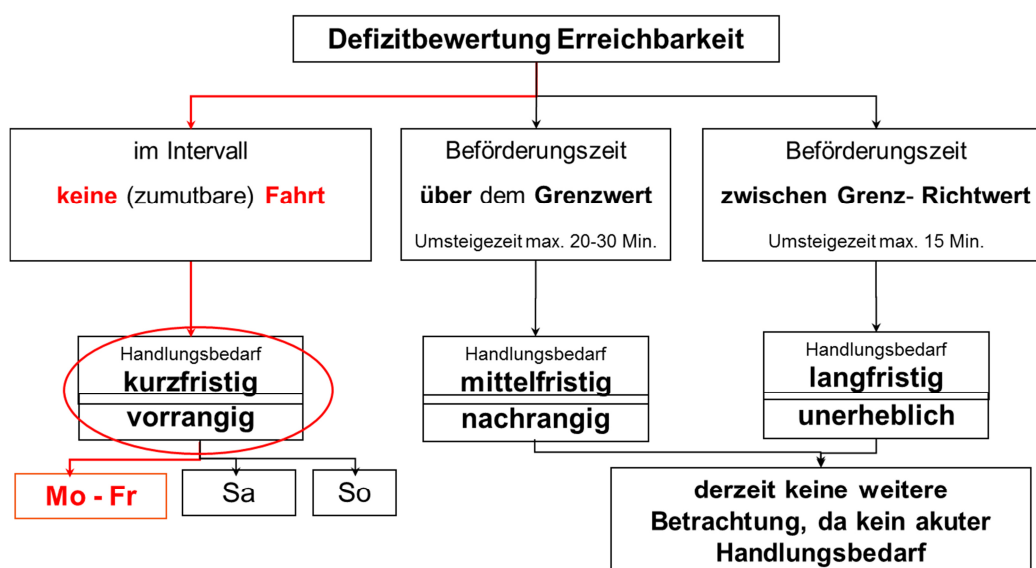 Defizitbewertung Erreichbarkeit
im Intervall
keine (zumutbare) Fahrt
Beförderungszeit
über dem Grenzwert
Umsteigezeit max. 20-30 Min.
Beförderungszeit
zwischen Grenz- Richtwert
Umsteigezeit max. 15 Min.
Handlungsbedarf
kurzfristig
vorrangig
Handlungsbedarf
mittelfristig
nachrangig
Handlungsbedarf
langfristig
unerheblich
Mo - Fr
Sa
So
derzeit keine weitere
Betrachtung, da kein akuter
Handlungsbedarf